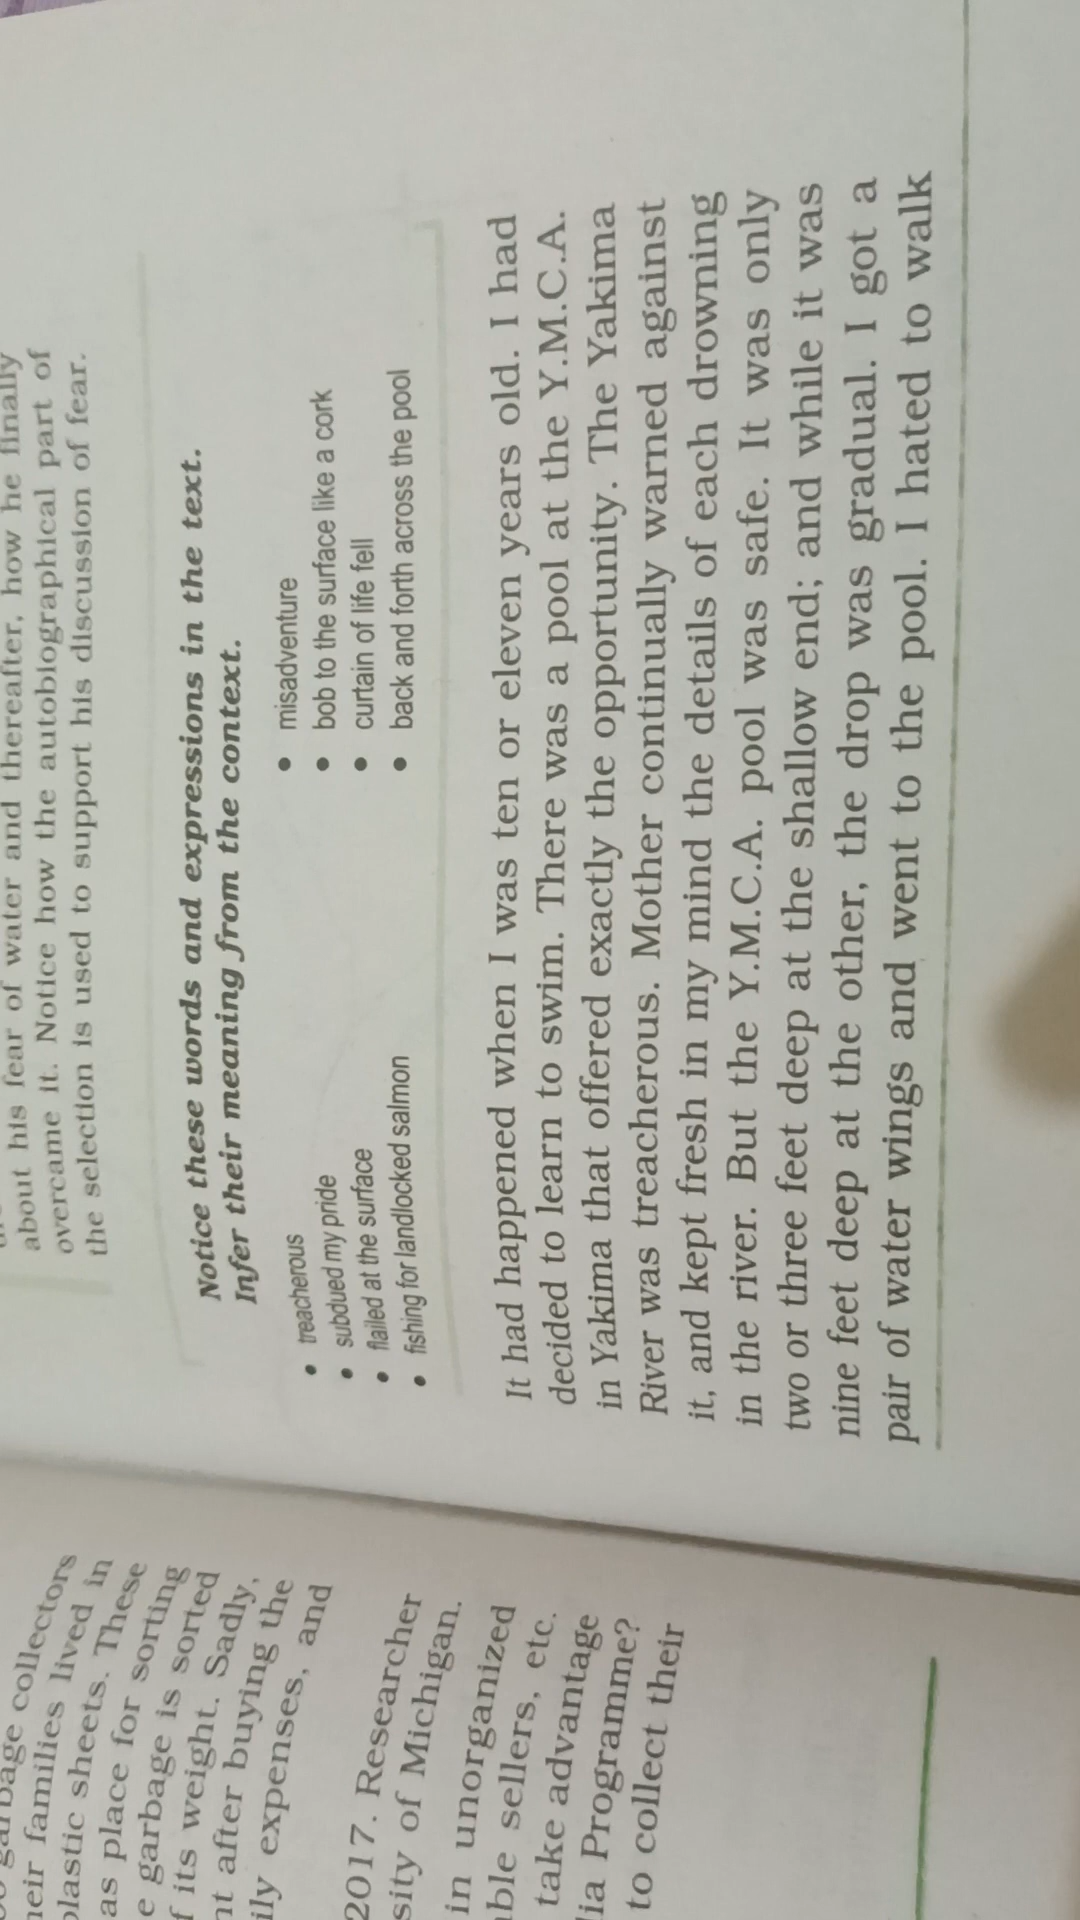 about his fear of water and thereafter, how he finally
overcame it. Notice how the autobiographical part of
the selection is used to support his discussion of fear.
Notice these words and expressions in the text.
Infer their meaning from the context.
• treacherous
• subdued my pride
• flailed at the surface
• fishing for landlocked salmon
• misadventure
• bob to the surface like a cork
• curtain of life fell
• back and forth across the pool
It had happened when I was ten or eleven years old. I had
decided to learn to swim. There was a pool at the Y.M.C.A.
in Yakima that offered exactly the opportunity. The Yakima
River was treacherous. Mother continually warned against
it, and kept fresh in my mind the details of each drowning
in the river. But the Y.M.C.A. pool was safe. It was only
two or three feet deep at the shallow end; and while it was
nine feet deep at the other, the drop was gradual. I got a
pair of water wings and went to the pool. I hated to walk
collectors
families lived in
sheets. These
as place for sorting
garbage is sorted
its weight. Sadly,
after buying the
expenses, and
2017. Researcher
of Michigan.
in unorganized
sellers, etc.
take advantage
Programme?
to collect their